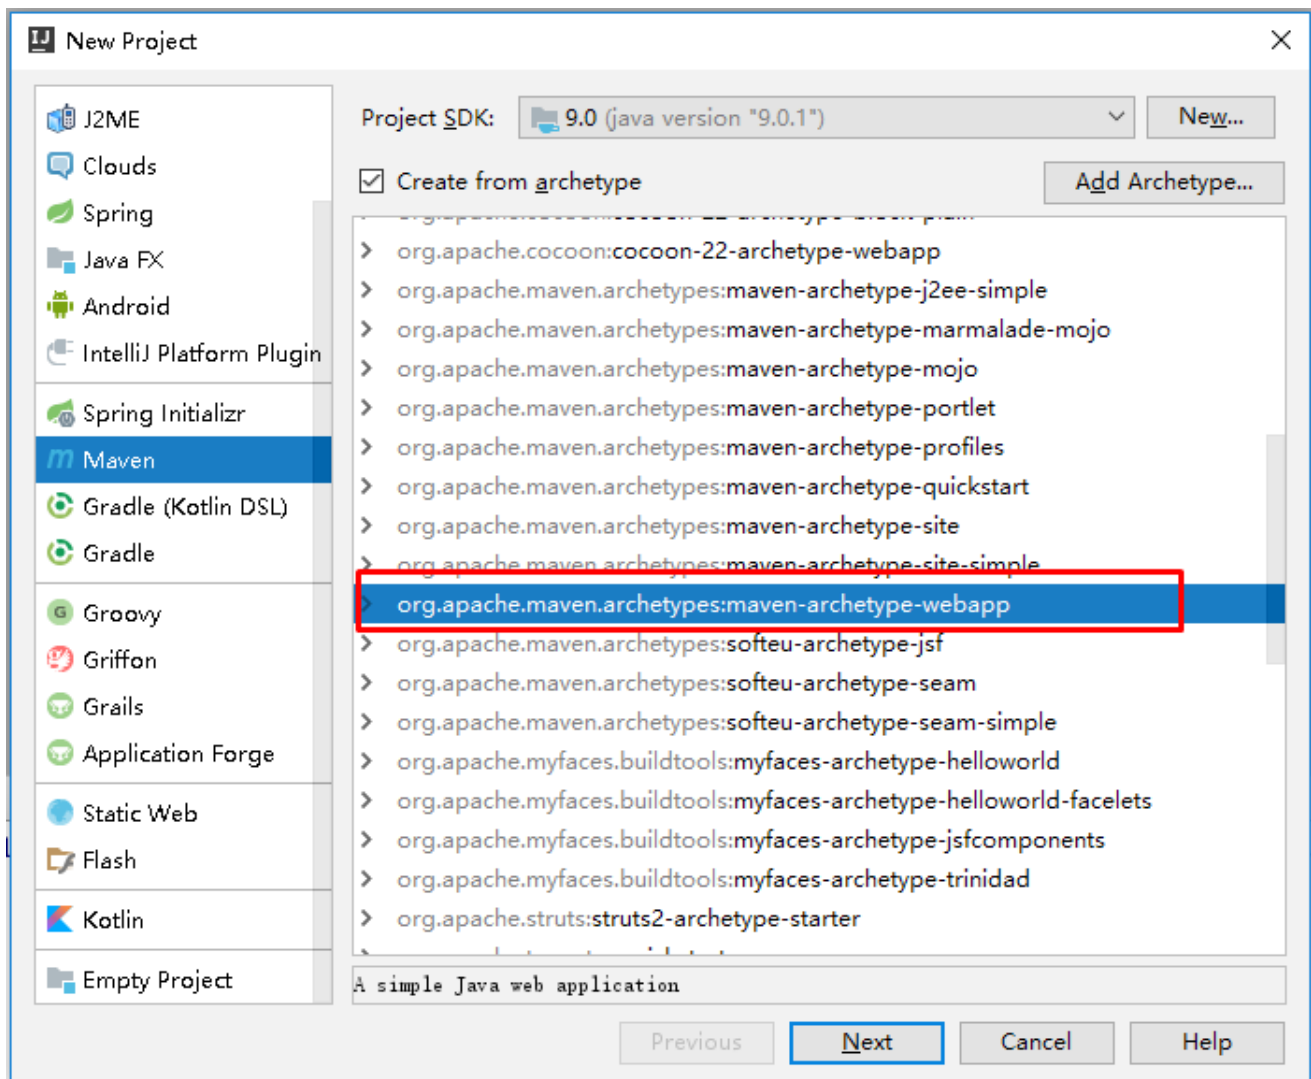 New Project
J2ME
Clouds
Spring
Java FX
Android
IntelliJ Platform Plugin
Spring Initializr
Maven
Gradle (Kotlin DSL)
Gradle
Groovy
Griffon
Grails
Application Forge
Static Web
Flash
Kotlin
Empty Project
Project SDK: 9.0 (java version "9.0.1") New...
Create from archetype Add Archetype...
org.apache.cocoon:cocoon-22-archetype-block-plain
org.apache.cocoon:cocoon-22-archetype-webapp
org.apache.maven.archetypes:maven-archetype-j2ee-simple
org.apache.maven.archetypes:maven-archetype-marmalade-mojo
org.apache.maven.archetypes:maven-archetype-mojo
org.apache.maven.archetypes:maven-archetype-portlet
org.apache.maven.archetypes:maven-archetype-profiles
org.apache.maven.archetypes:maven-archetype-quickstart
org.apache.maven.archetypes:maven-archetype-site
org.apache.maven.archetypes:maven-archetype-site-simple
org.apache.maven.archetypes:maven-archetype-webapp
org.apache.maven.archetypes:softeu-archetype-jsf
org.apache.maven.archetypes:softeu-archetype-seam
org.apache.maven.archetypes:softeu-archetype-seam-simple
org.apache.myfaces.buildtools:myfaces-archetype-helloworld
org.apache.myfaces.buildtools:myfaces-archetype-helloworld-facelets
org.apache.myfaces.buildtools:myfaces-archetype-jsfcomponents
org.apache.myfaces.buildtools:myfaces-archetype-trinidad
org.apache.struts:struts2-archetype-starter
A simple Java web application
Previous Next Cancel Help